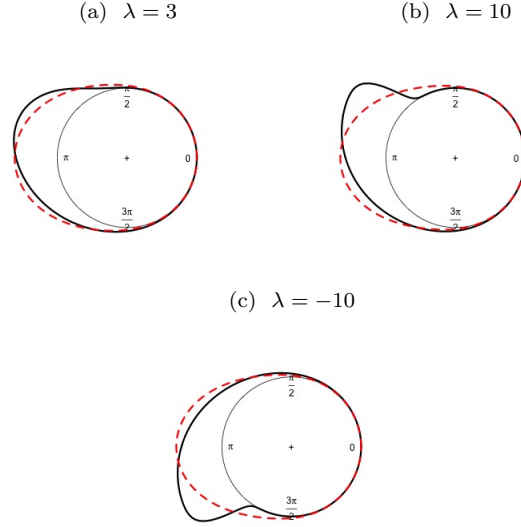 (a) λ = 3
(b) λ = 10
π/2
π
+
0
3π/2
π/2
π
+
0
3π/2
(c) λ = −10
π/2
π
+
0
3π/2